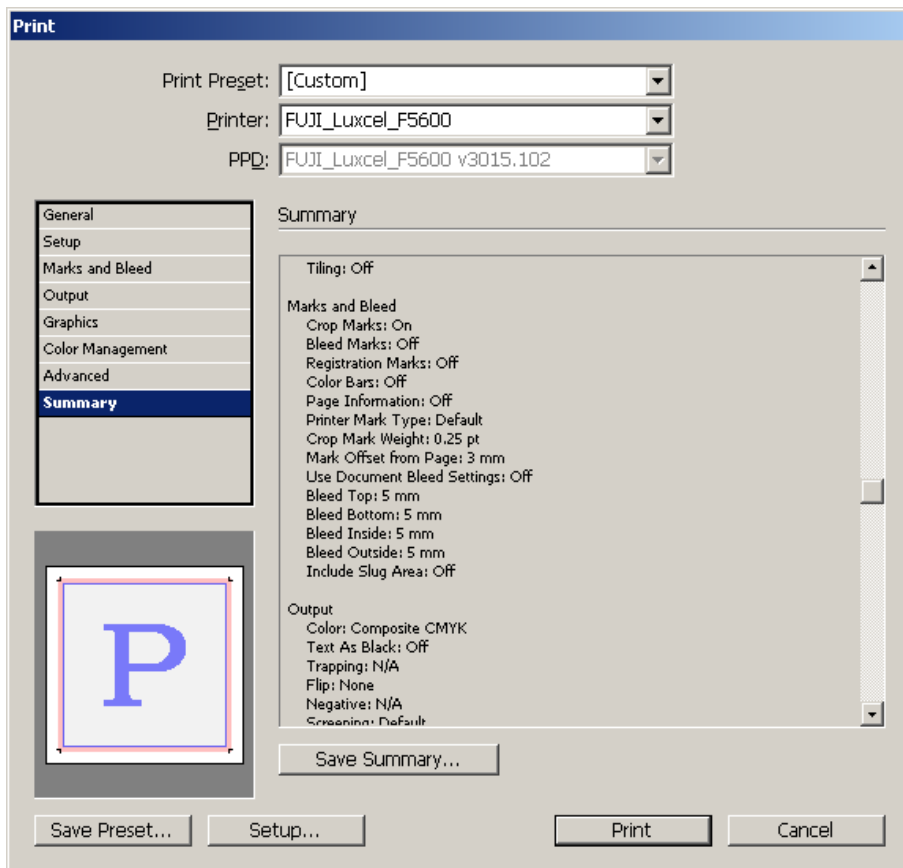 Print
Print Preset: [Custom]
Printer: FUJI_Luxcel_F5600
PPD: FUJI_Luxcel_F5600 v3015.102
General
Setup
Marks and Bleed
Output
Graphics
Color Management
Advanced
Summary
Summary
Tiling: Off
Marks and Bleed
Crop Marks: On
Bleed Marks: Off
Registration Marks: Off
Color Bars: Off
Page Information: Off
Printer Mark Type: Default
Crop Mark Weight: 0.25 pt
Mark Offset from Page: 3 mm
Use Document Bleed Settings: Off
Bleed Top: 5 mm
Bleed Bottom: 5 mm
Bleed Inside: 5 mm
Bleed Outside: 5 mm
Include Slug Area: Off
Output
Color: Composite CMYK
Text As Black: Off
Trapping: N/A
Flip: None
Negative: N/A
Screening: Default
P
Save Summary...
Save Preset...
Setup...
Print
Cancel